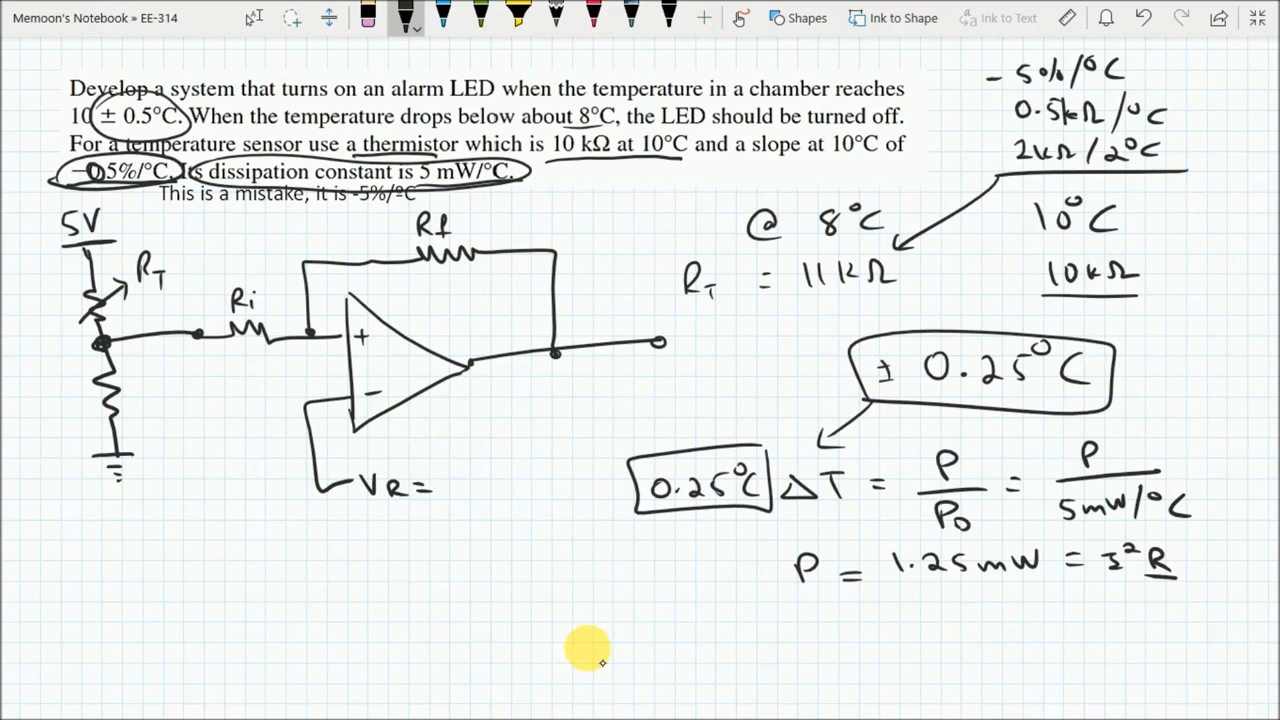 Memoon's Notebook » EE-314
Shapes
Ink to Shape
Ink to Text
Develop a system that turns on an alarm LED when the temperature in a chamber reaches
10 ± 0.5°C. When the temperature drops below about 8°C, the LED should be turned off.
For a temperature sensor use a thermistor which is 10 kΩ at 10°C and a slope at 10°C of
−0.5%/°C. Its dissipation constant is 5 mW/°C.
This is a mistake, it is -5%/ºC
- 5%/°C
0.5kΩ/°C
2kΩ/2°C
@ 8°C
10°C
R_T = 11kΩ
10kΩ
5V
R_T
Ri
Rf
+
-
VR=
± 0.25°C
0.25°C ΔT = P/P_D = P/5mW/°C
P = 1.25mW = I²R